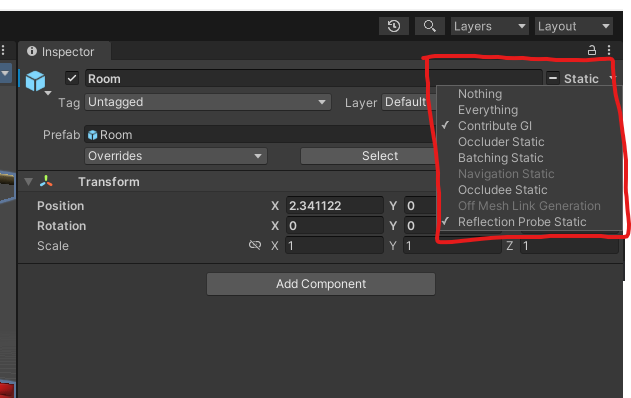 Layers Layout
Inspector
Room Static
Tag Untagged Layer Default
Nothing
Everything
Contribute GI
Occluder Static
Batching Static
Navigation Static
Occludee Static
Off Mesh Link Generation
Reflection Probe Static
Prefab Room
Overrides Select
Transform
Position X 2.341122 Y 0
Rotation X 0 Y 0
Scale X 1 Y 1 Z 1
Add Component